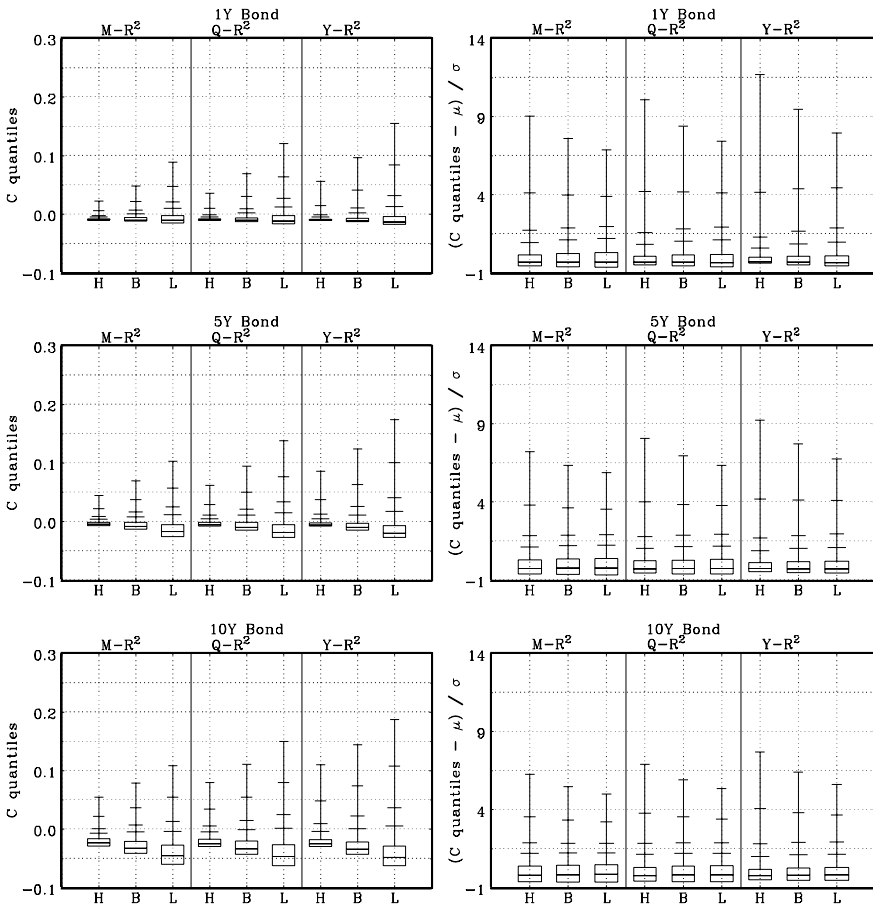 1Y Bond
M-R²
Q-R²
Y-R²
C quantiles
0.3
0.2
0.1
0.0
-0.1
H B L H B L H B L
1Y Bond
M-R²
Q-R²
Y-R²
(C quantiles - μ) / σ
14
9
4
-1
H B L H B L H B L
5Y Bond
M-R²
Q-R²
Y-R²
C quantiles
0.3
0.2
0.1
0.0
-0.1
H B L H B L H B L
5Y Bond
M-R²
Q-R²
Y-R²
(C quantiles - μ) / σ
14
9
4
-1
H B L H B L H B L
10Y Bond
M-R²
Q-R²
Y-R²
C quantiles
0.3
0.2
0.1
0.0
-0.1
H B L H B L H B L
10Y Bond
M-R²
Q-R²
Y-R²
(C quantiles - μ) / σ
14
9
4
-1
H B L H B L H B L